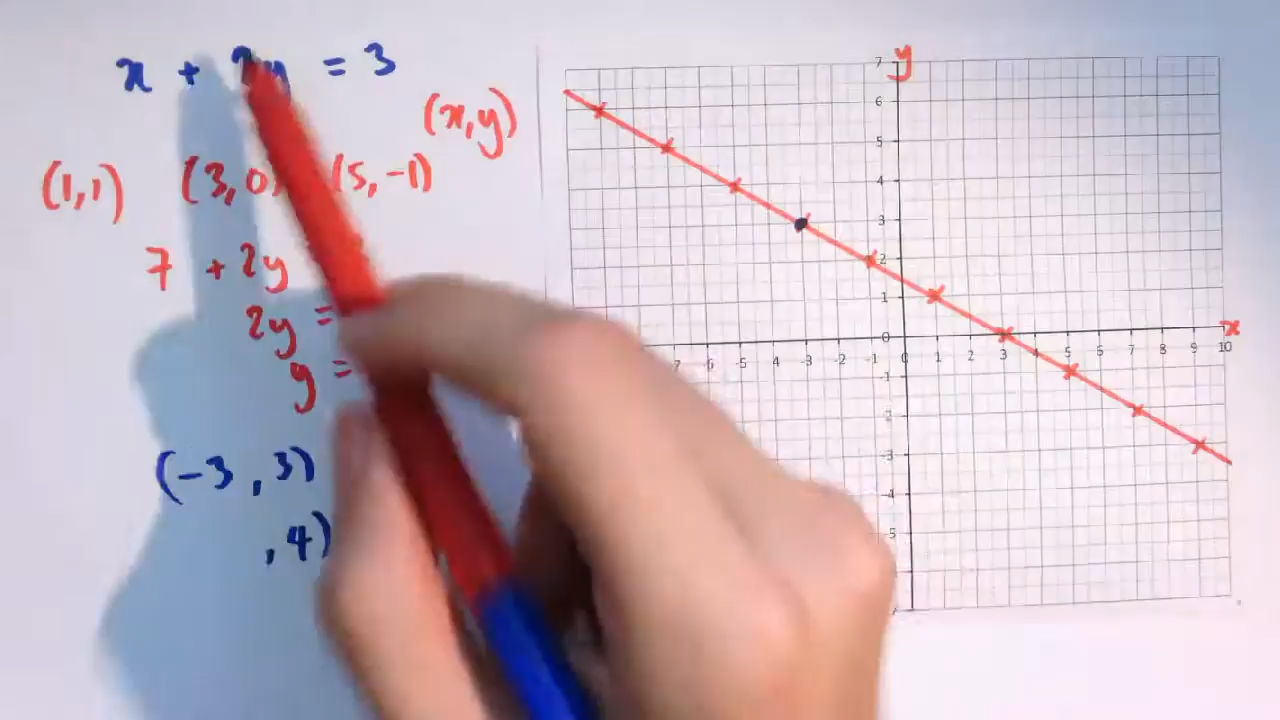 x + 2y = 3
(x,y)
(1,1) (3,0) (5,-1)
7 + 2y
2y =
y =
(-3,3)
,4)
y
7
6
5
4
3
2
1
0
7 -6 -5 -4 -3 -2 -1 0 1 2 3 4 5 6 7 8 9 10
x
-1
-2
-3
-4
5